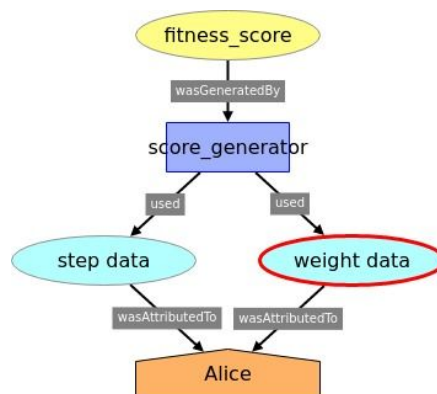 fitness_score
wasGeneratedBy
score_generator
used
used
step data
weight data
wasAttributedTo
wasAttributedTo
Alice